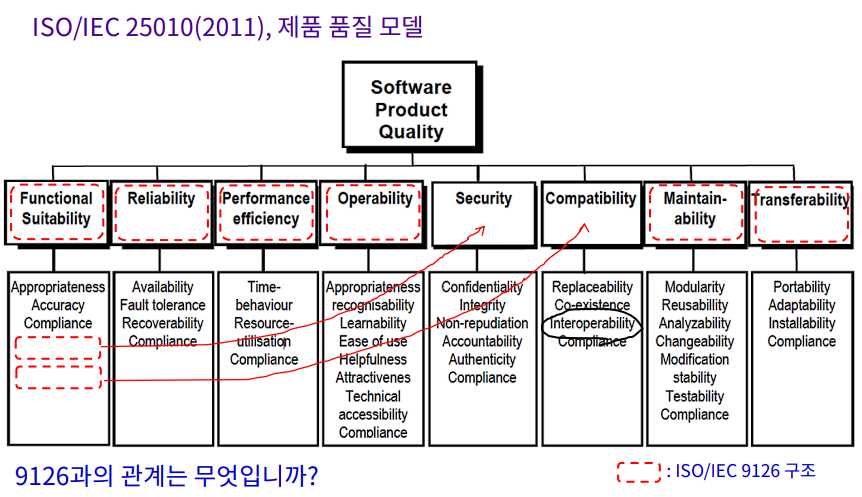 ISO/IEC 25010(2011), 제품 품질 모델
Software
Product
Quality
Functional
Suitability
Reliability
Performance
efficiency
Operability
Security
Compatibility
Maintain-
ability
Transferability
Appropriateness
Accuracy
Compliance
Availability
Fault tolerance
Recoverability
Compliance
Time-
behaviour
Resource-
utilisation
Compliance
Appropriateness
recognisability
Learnability
Ease of use
Helpfulness
Attractivenes
Technical
accessibility
Compliance
Confidentiality
Integrity
Non-repudiation
Accountability
Authenticity
Compliance
Replaceability
Co-existence
Interoperability
Compliance
Modularity
Reusability
Analyzability
Changeability
Modification
stability
Testability
Compliance
Portability
Adaptability
Installability
Compliance
9126과의 관계는 무엇입니까?
: ISO/IEC 9126 구조